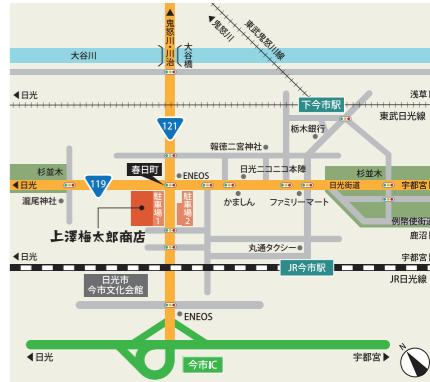 ▲鬼怒川・川治
大谷橋
◀鬼怒川
東武鬼怒川線
大谷川
◀日光
浅草
下今市駅
東武日光線
121
栃木銀行
報徳二宮神社
春日町
ENEOS
日光ニコニコ本陣
杉並木
杉並木
119
◀日光
日光街道
宇都宮
瀧尾神社
駐車場1
駐車場2
かましん
ファミリーマート
例幣使街道
上澤梅太郎商店
鹿沼
丸通タクシー
◀日光
宇都宮
JR今市駅
JR日光線
日光市
今市文化会館
ENEOS
◀日光
今市IC
宇都宮▶
N